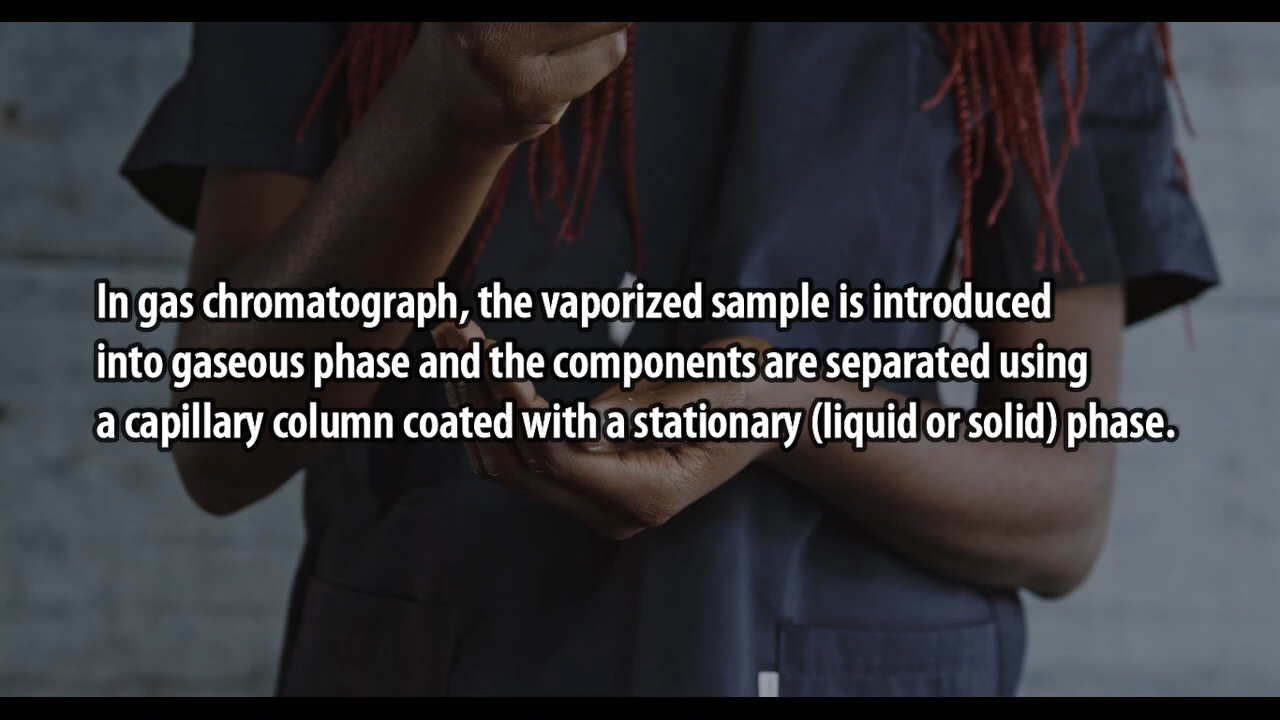 In gas chromatograph, the vaporized sample is introduced
into gaseous phase and the components are separated using
a capillary column coated with a stationary (liquid or solid) phase.